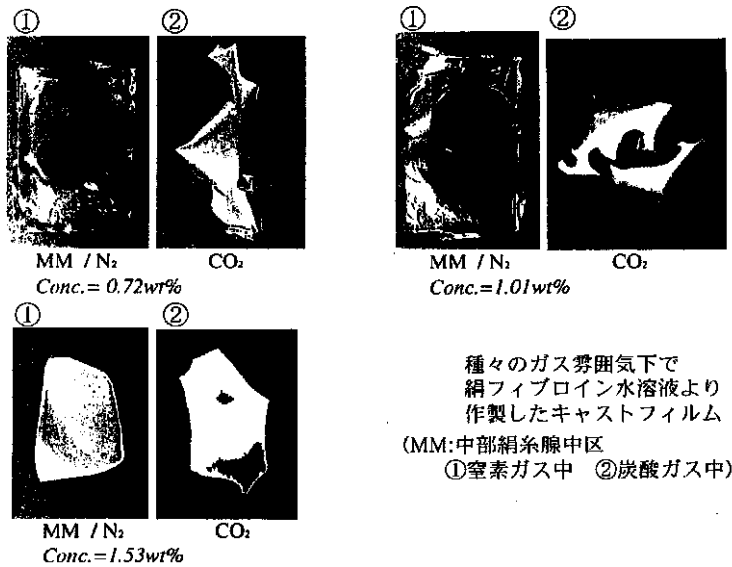 ① ②
MM / N₂ CO₂
Conc.= 0.72wt%
① ②
MM / N₂ CO₂
Conc.=1.01wt%
① ②
MM / N₂ CO₂
Conc.=1.53wt%
種々のガス雰囲気下で
絹フィブロイン水溶液より
作製したキャストフィルム
(MM:中部絹糸腺中区
①窒素ガス中 ②炭酸ガス中)